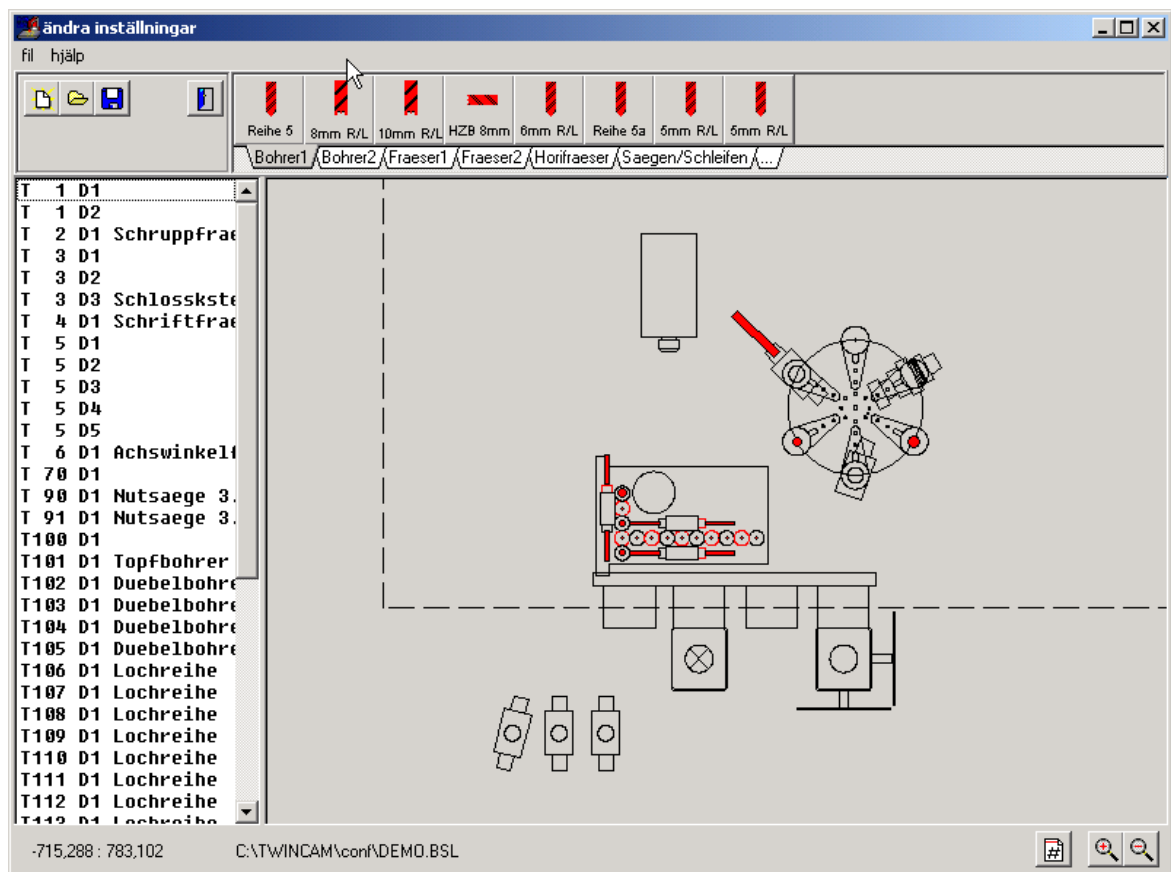 ändra inställningar
fil hjälp
Reihe 5 8mm R/L 10mm R/L HZB 8mm 6mm R/L Reihe 5a 5mm R/L 5mm R/L
Bohrer1 Bohrer2 Fraeser1 Fraeser2 Horifraeser Saegen/Schleifen ...
T 1 D1
T 1 D2
T 2 D1 Schruppfrae
T 3 D1
T 3 D2
T 3 D3 Schlosskste
T 4 D1 Schriftfrae
T 5 D1
T 5 D2
T 5 D3
T 5 D4
T 5 D5
T 6 D1 Achswinkelf
T 70 D1
T 90 D1 Nutsaege 3.
T 91 D1 Nutsaege 3.
T100 D1
T101 D1 Topfbohrer
T102 D1 Duebelbohre
T103 D1 Duebelbohre
T104 D1 Duebelbohre
T105 D1 Duebelbohre
T106 D1 Lochreihe
T107 D1 Lochreihe
T108 D1 Lochreihe
T109 D1 Lochreihe
T110 D1 Lochreihe
T111 D1 Lochreihe
T112 D1 Lochreihe
T113 D1 Lochreihe
-715,288 : 783,102 C:\TWINCAM\conf\DEMO.BSL